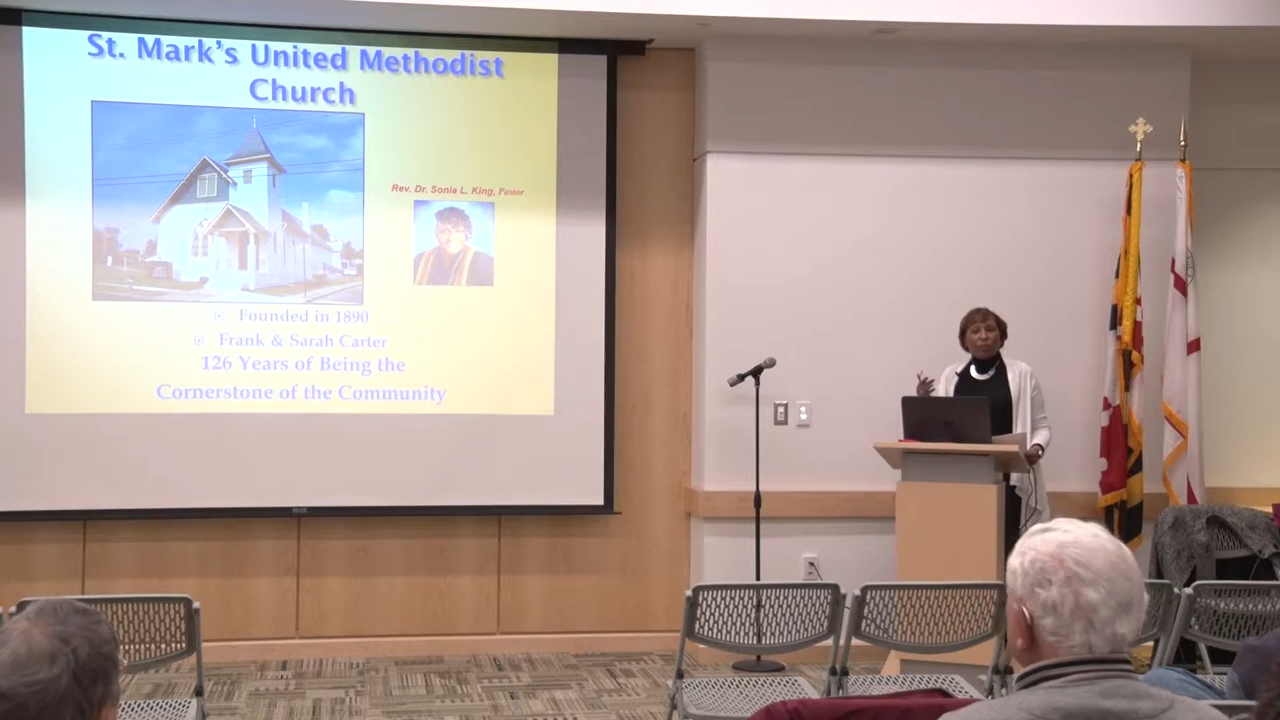 St. Mark's United Methodist
Church
Rev. Dr. Sonia L. King, Pastor
Founded in 1890
Frank & Sarah Carter
126 Years of Being the
Cornerstone of the Community